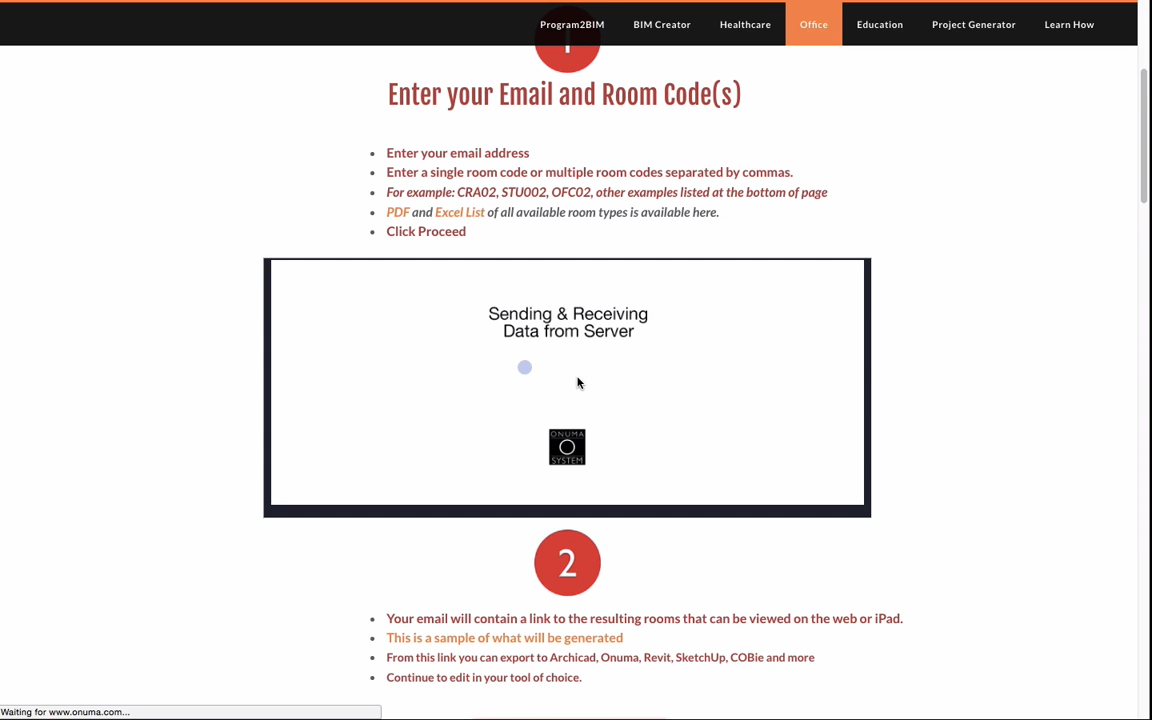 Program2BIM BIM Creator Healthcare Office Education Project Generator Learn How
1
Enter your Email and Room Code(s)
Enter your email address
Enter a single room code or multiple room codes separated by commas.
For example: CRA02, STU002, OFC02, other examples listed at the bottom of page
PDF and Excel List of all available room types is available here.
Click Proceed
Sending & Receiving
Data from Server
ONUMA
SYSTEM
2
Your email will contain a link to the resulting rooms that can be viewed on the web or iPad.
This is a sample of what will be generated
From this link you can export to Archicad, Onuma, Revit, SketchUp, COBie and more
Continue to edit in your tool of choice.
Waiting for www.onuma.com...